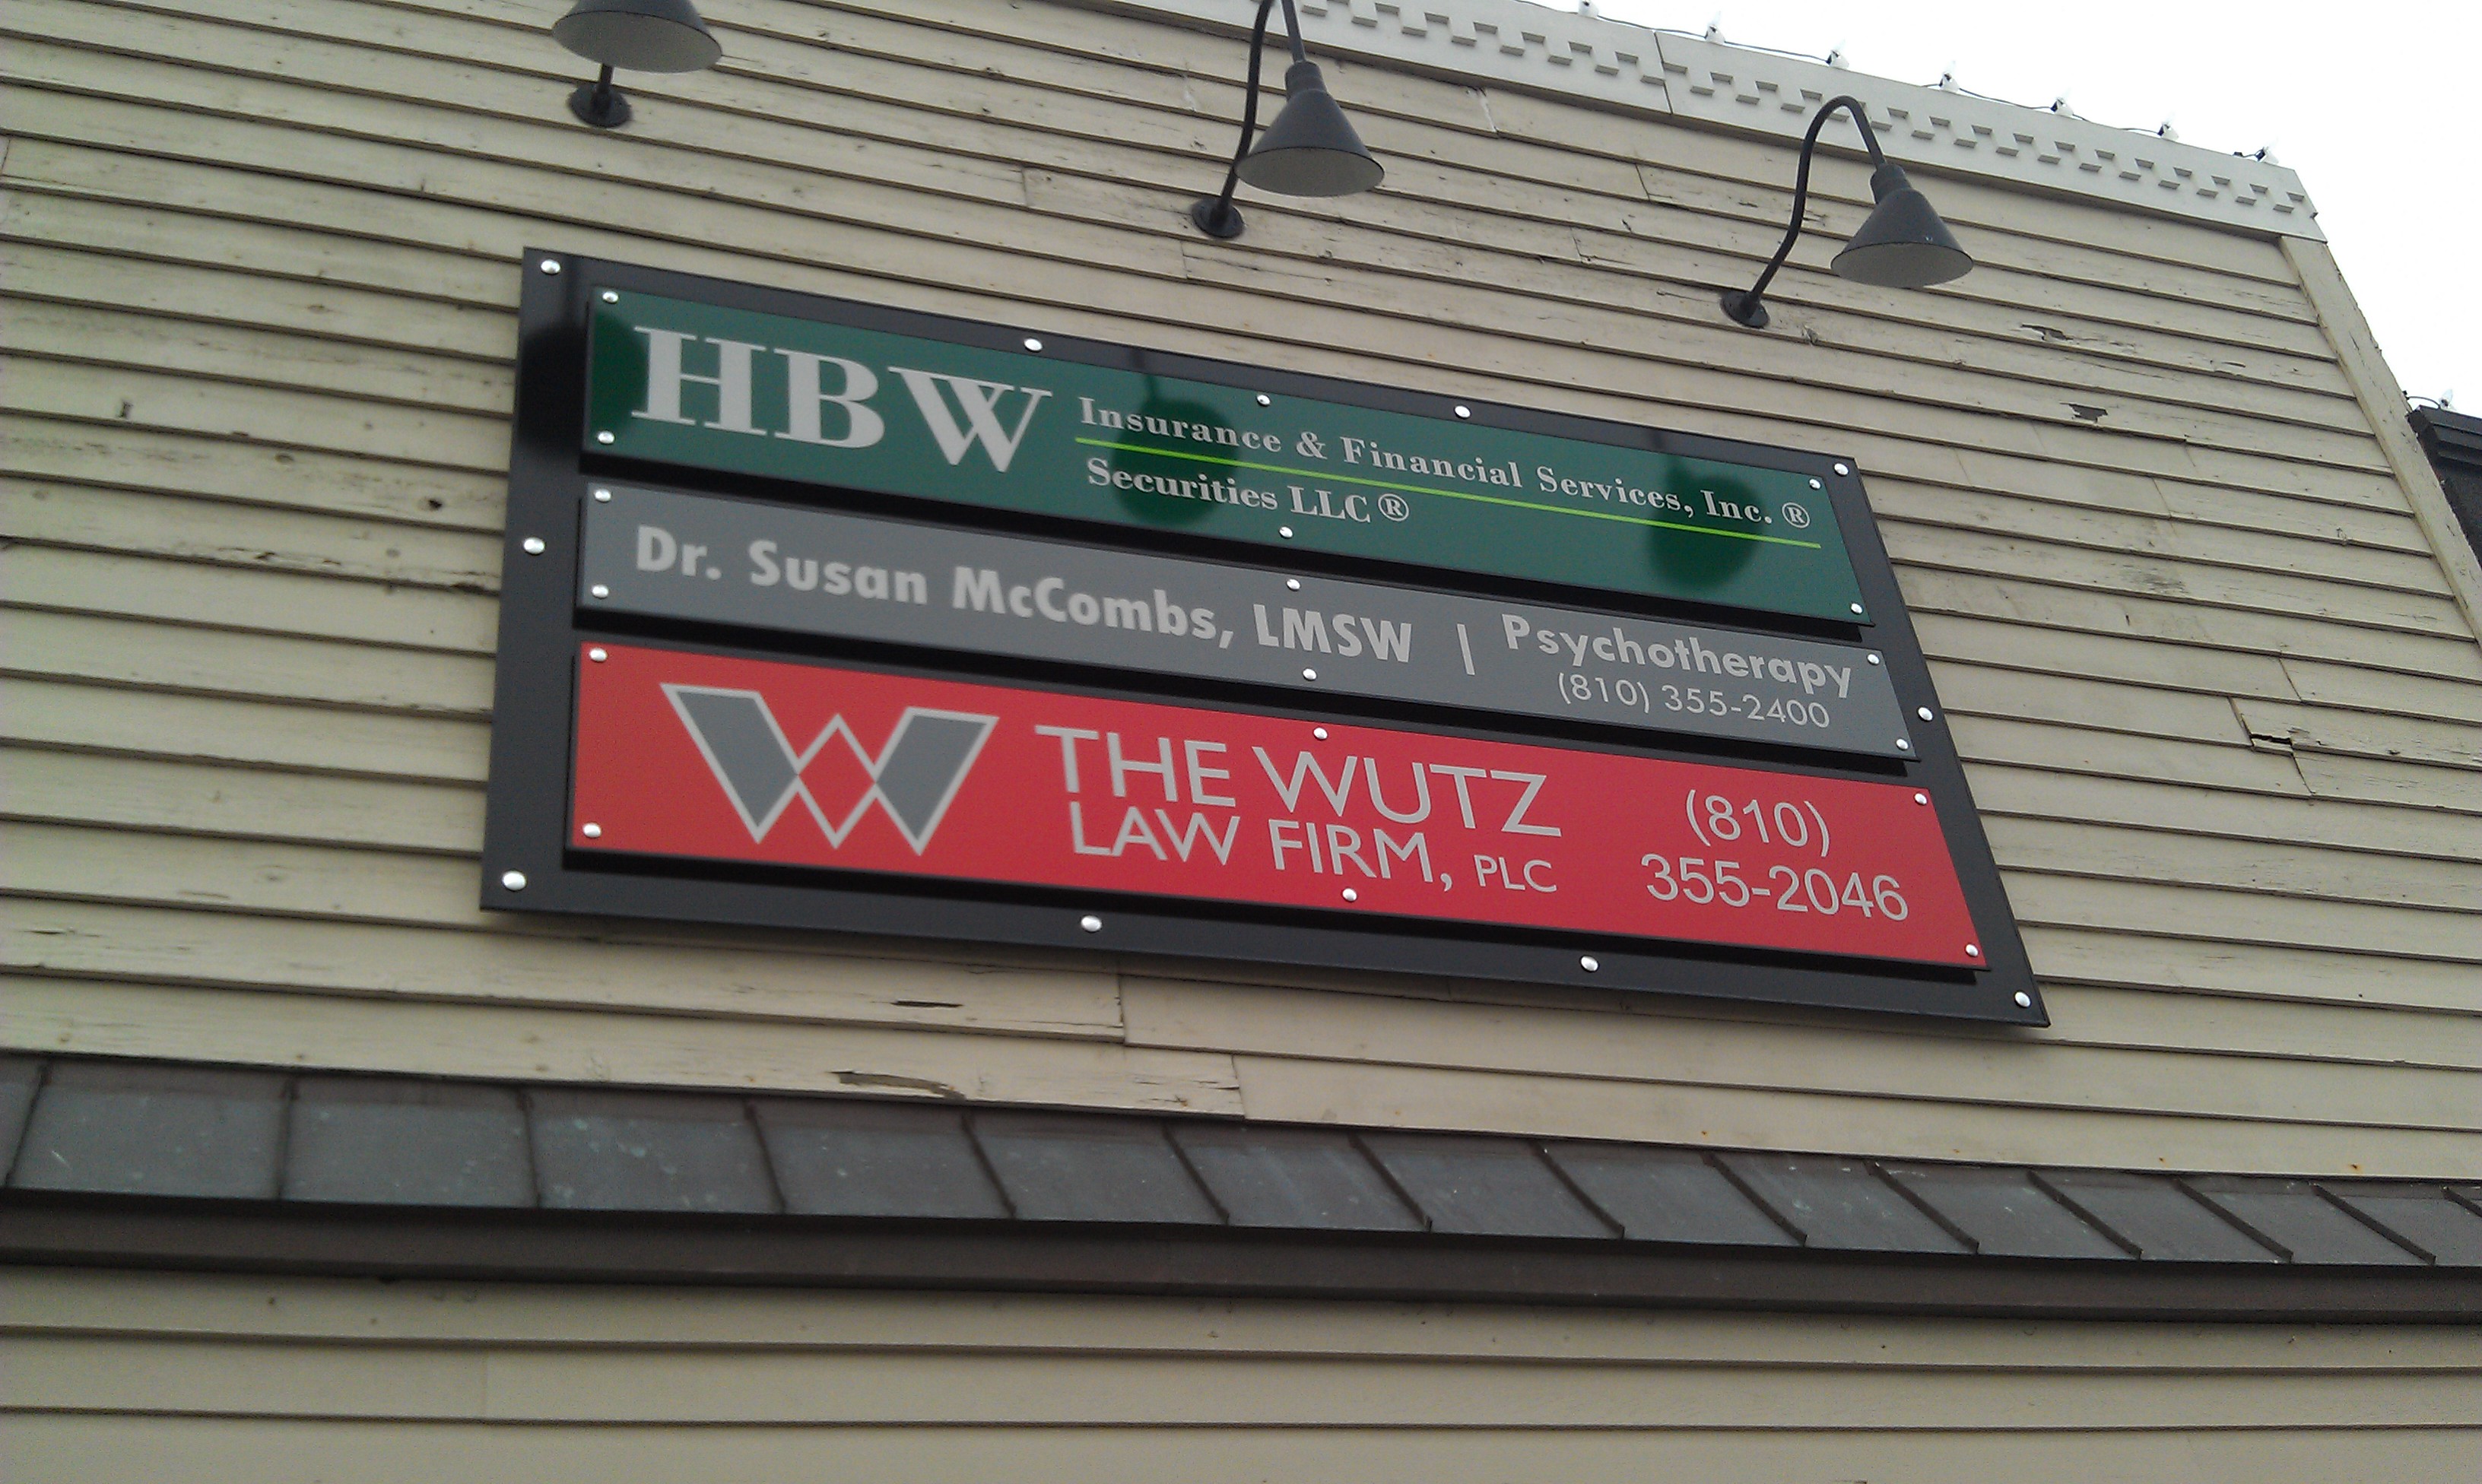 HBW Insurance & Financial Services, Inc. ®
Securities LLC ®
Dr. Susan McCombs, LMSW | Psychotherapy
(810) 355-2400
W THE WUTZ
LAW FIRM, PLC
(810)
355-2046